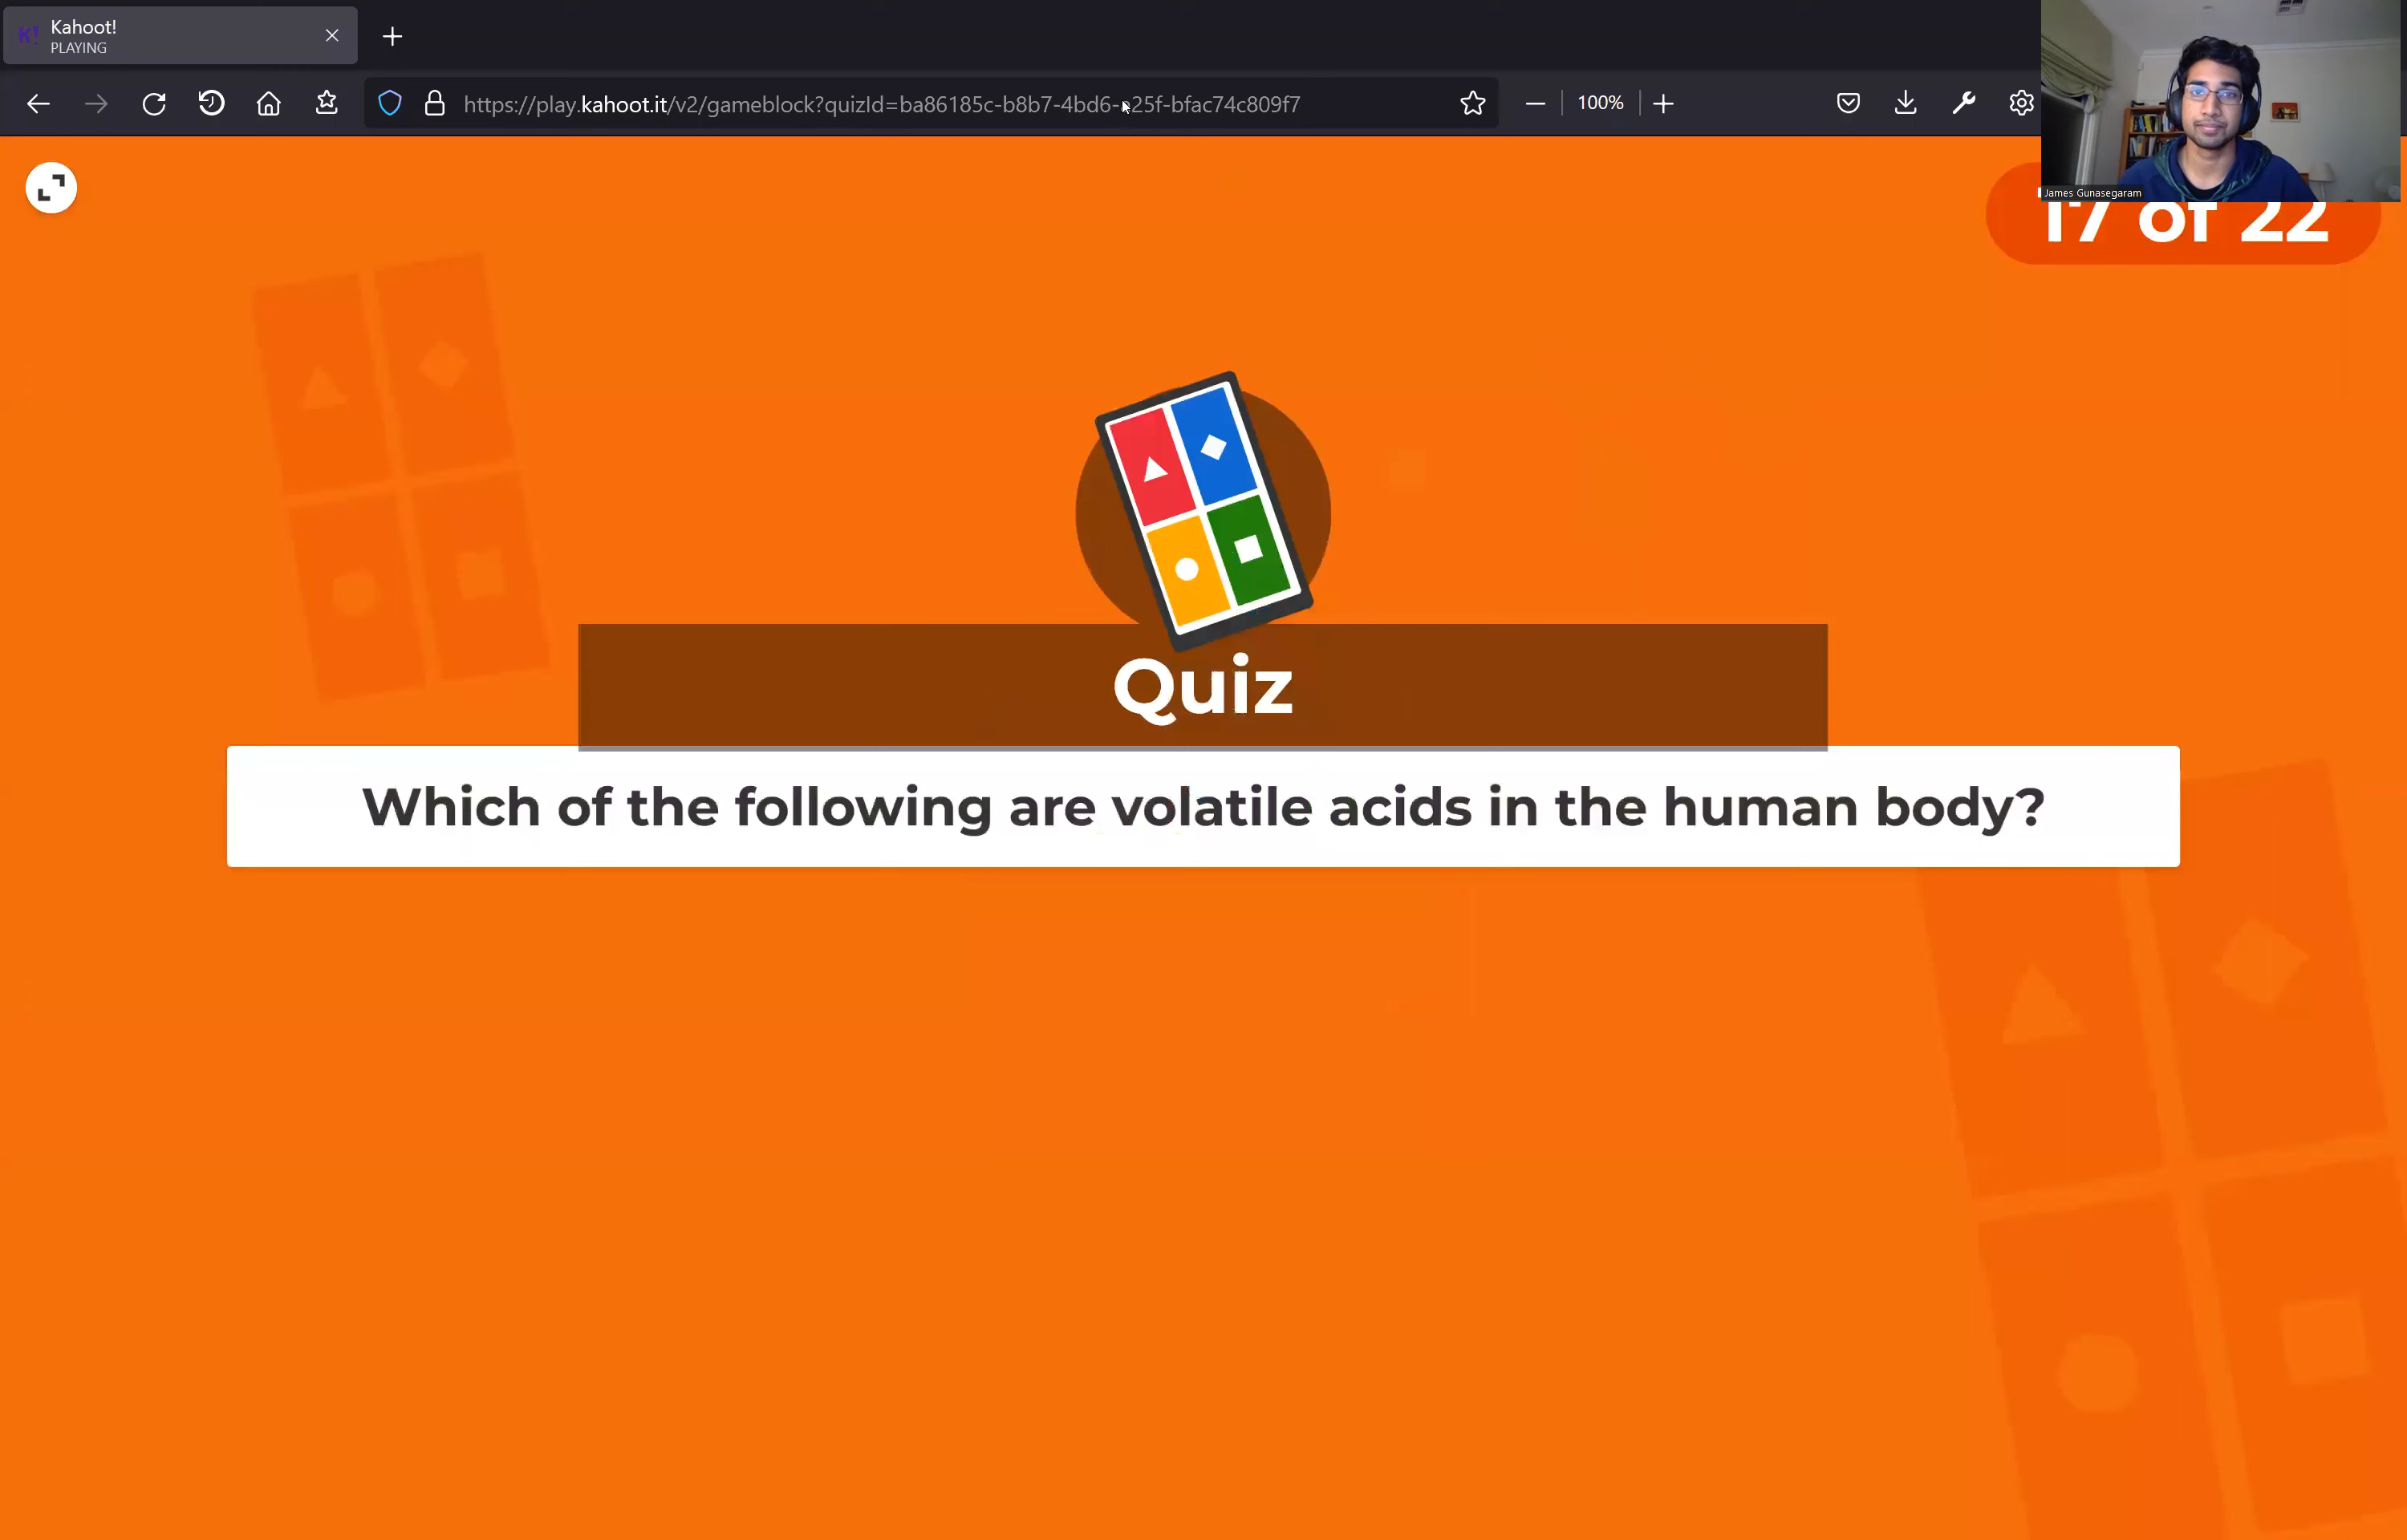 Kahoot!
PLAYING
https://play.kahoot.it/v2/gameblock?quizId=ba86185c-b8b7-4bd6-
25f-bfac74c809f7
100%
James Gunasegaram
17 of 22
Quiz
Which of the following are volatile acids in the human body?